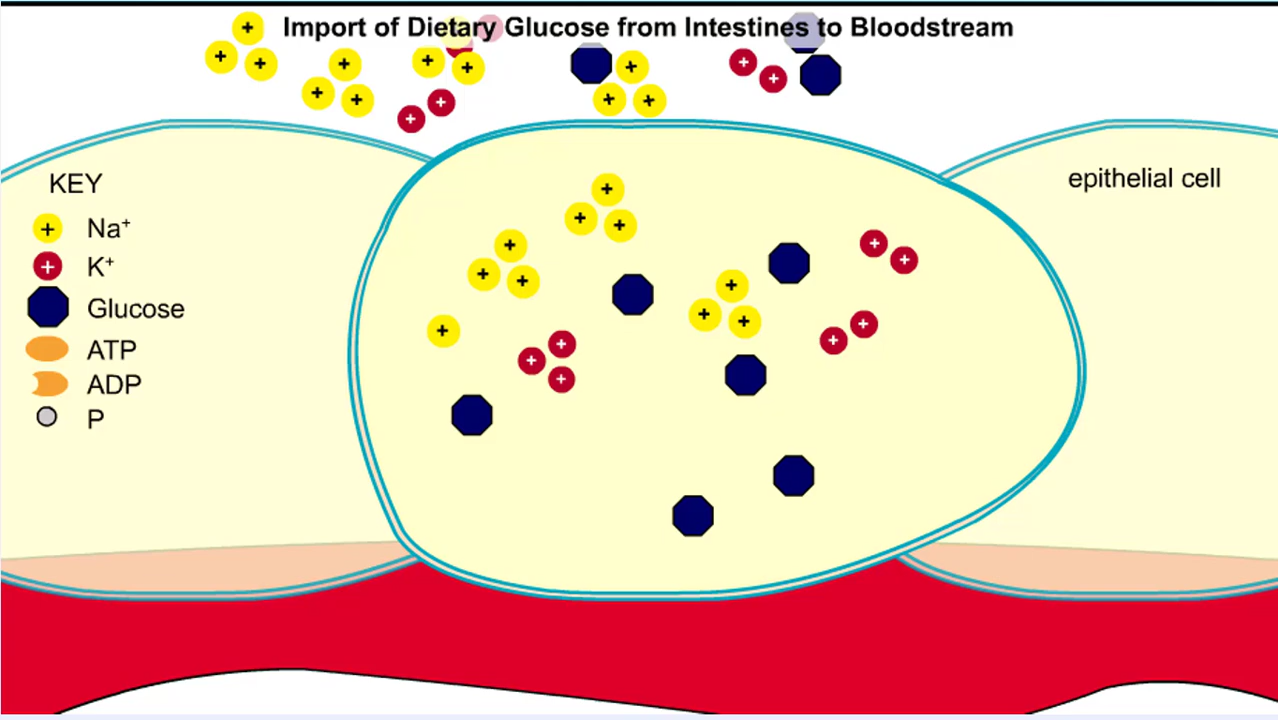 Import of Dietary Glucose from Intestines to Bloodstream
epithelial cell
KEY
Na⁺
K⁺
Glucose
ATP
ADP
P